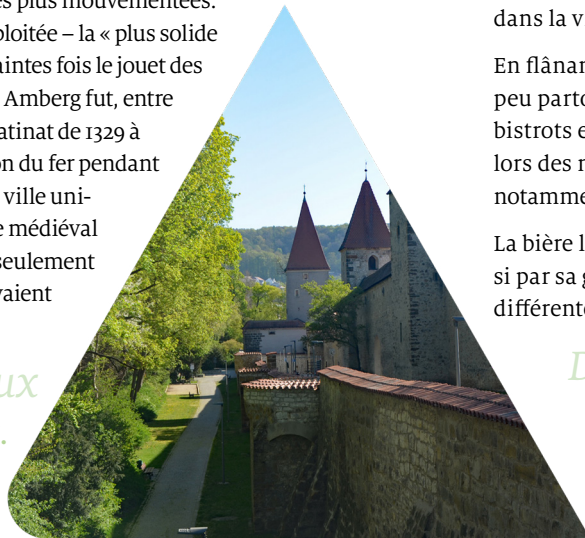 es plus mouvementées.
ploitée – la « plus solide
aintes fois le jouet des
Amberg fut, entre
atinat de 1329 à
on du fer pendant
ville uni-
e médiéval
seulement
vaient
ux
.
dans la v
En flânan
peu parto
bistrots e
lors des n
notamme
La bière l
si par sa g
différente
D